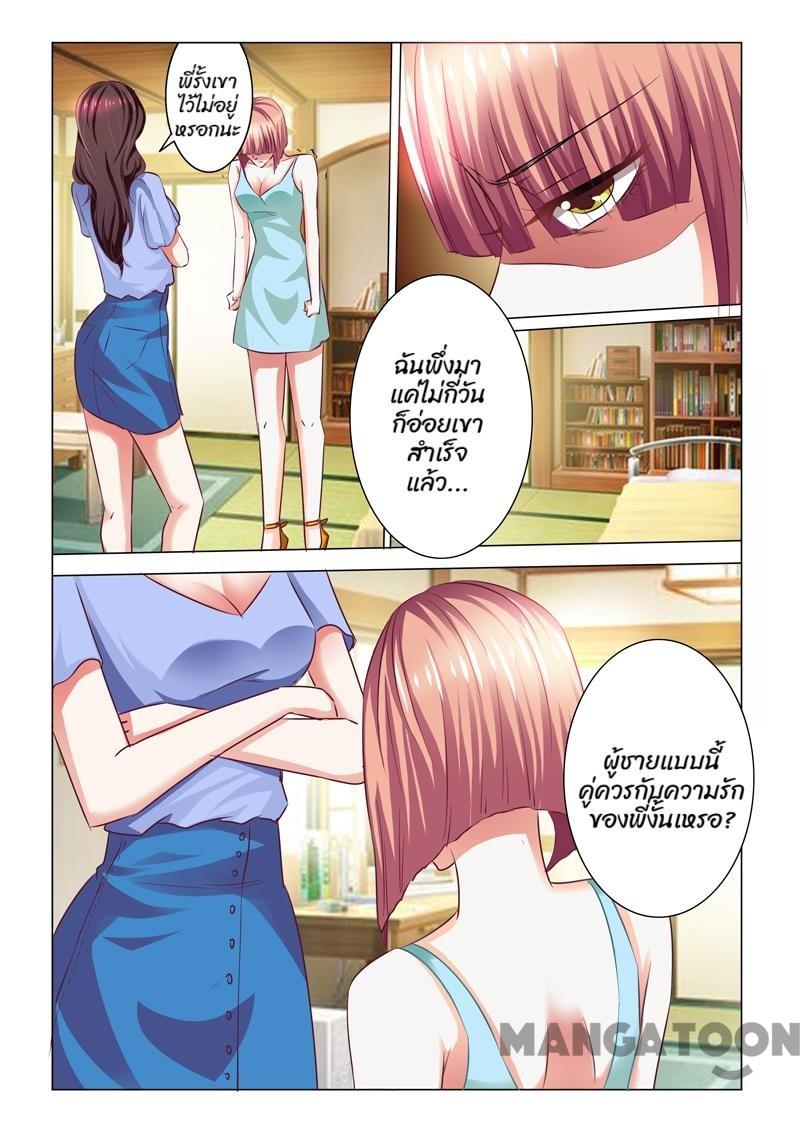 พี่รั้งเขา
ไว้ไม่อยู่
หรอกนะ
ฉันพึ่งมา
แค่ไม่กี่วัน
ก็อ่อยเขา
สำเร็จ
แล้ว...
ผู้ชายแบบนี้
คู่ควรกับความรัก
ของพี่งั้นเหรอ?
MANGATOON